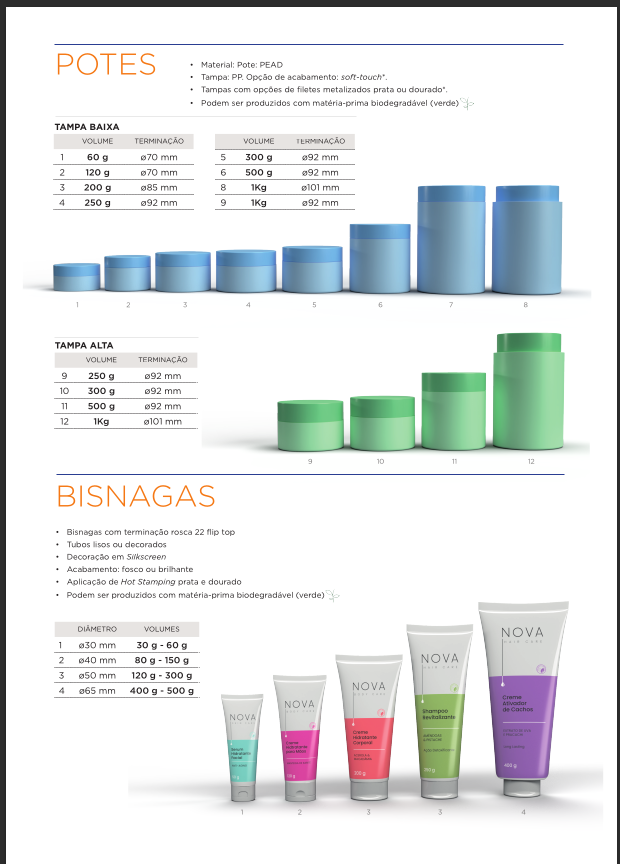 POTES
• Material: Pote: PEAD
• Tampa: PP. Opção de acabamento: soft-touch*.
• Tampas com opções de filetes metalizados prata ou dourado*.
• Podem ser produzidos com matéria-prima biodegradável (verde)
TAMPA BAIXA
VOLUME TERMINAÇÃO
1 60 g ø70 mm
2 120 g ø70 mm
3 200 g ø85 mm
4 250 g ø92 mm
VOLUME TERMINAÇÃO
5 300 g ø92 mm
6 500 g ø92 mm
8 1Kg ø101 mm
9 1Kg ø92 mm
1 2 3 4 5 6 7 8
TAMPA ALTA
VOLUME TERMINAÇÃO
9 250 g ø92 mm
10 300 g ø92 mm
11 500 g ø92 mm
12 1Kg ø101 mm
9 10 11 12
BISNAGAS
• Bisnagas com terminação rosca 22 flip top
• Tubos lisos ou decorados
• Decoração em Silkscreen
• Acabamento: fosco ou brilhante
• Aplicação de Hot Stamping prata e dourado
• Podem ser produzidos com matéria-prima biodegradável (verde)
DIÂMETRO VOLUMES
1 ø30 mm 30 g - 60 g
2 ø40 mm 80 g - 150 g
3 ø50 mm 120 g - 300 g
4 ø65 mm 400 g - 500 g
NOVA
NOVA
NOVA
Creme
Hidratante
Corporal
NOVA
HAIR CARE
Shampoo
Revitalizante
NOVA
HAIR CARE
Creme
Ativador
de Cachos
1 2 3 3 4